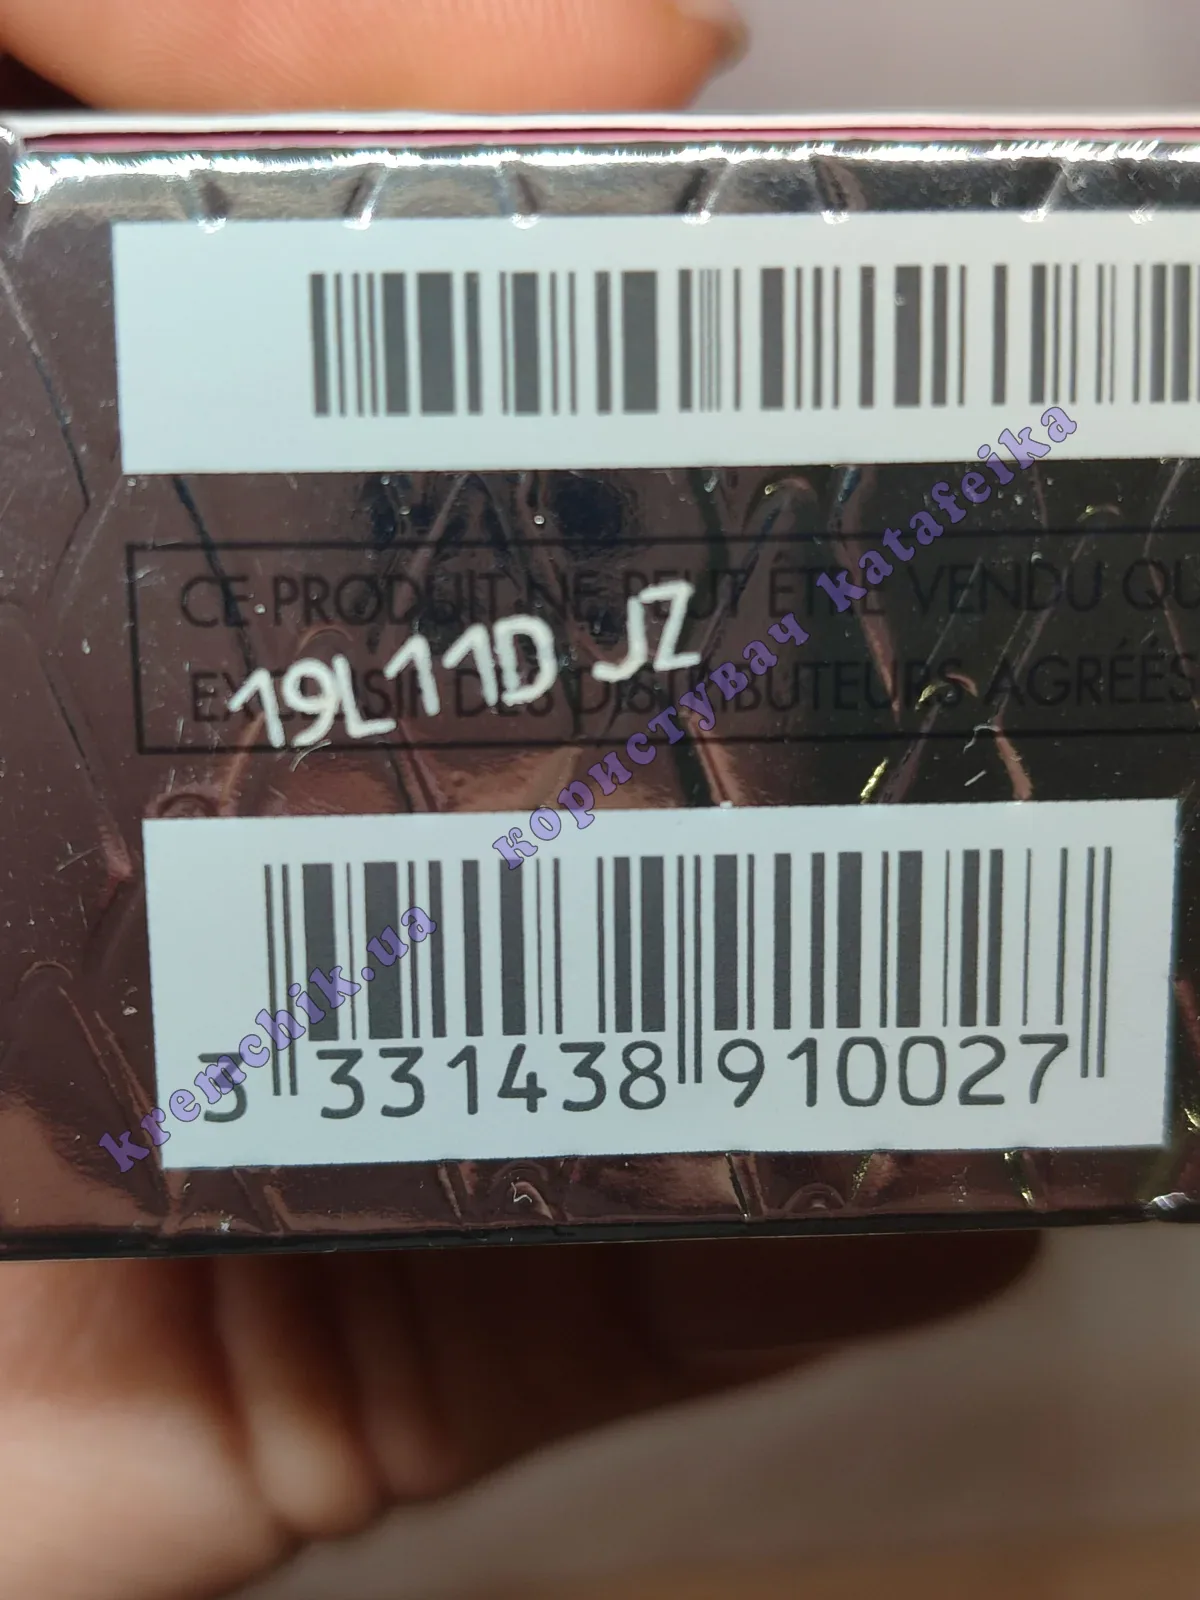 CE PRODUIT NE PEUT ÊTRE VENDU QU
EXCLUSIF DES DISTRIBUTEURS AGRÉÉS
19L11D JZ
3 331438 910027
kremchik.ua користувач katafeika